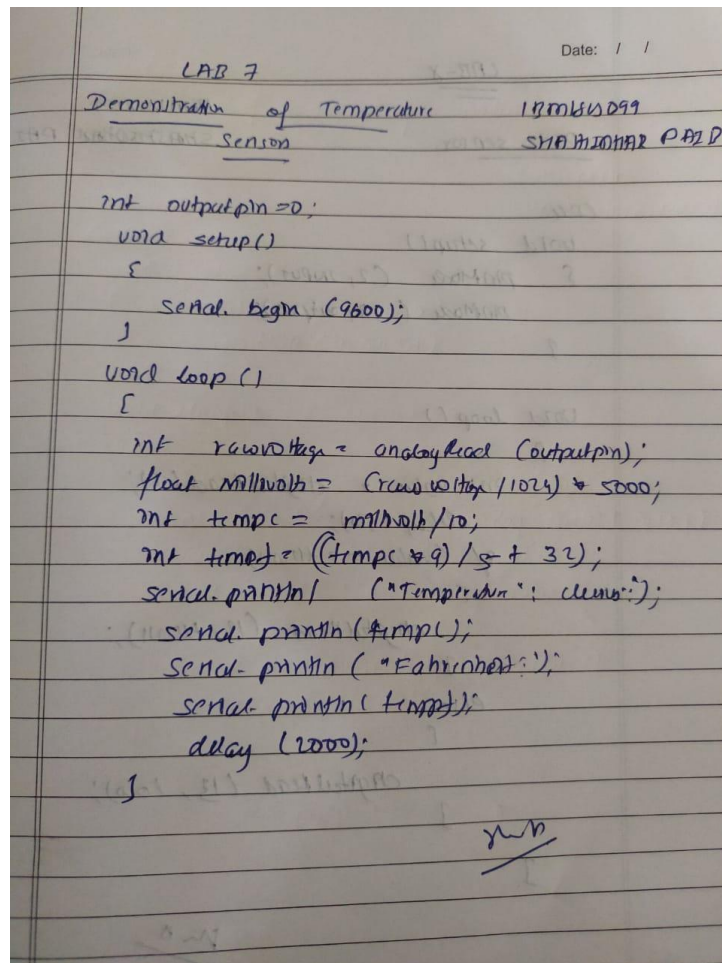 Date: / /
LAB 7
Demonstration of Temperature
Sensor
int outputpin=0;
void setup()
{
serial. begin (9600);
}
void loop ()
{
int rawvoltage = analogRead (outputpin);
float millivolts = (rawvoltage /1024) * 5000;
int tempc = millivolts/10;
int tempf = ((tempc *9) /5 + 32);
serial. println ("Temperature":
serial. println (tempc);
serial. println ( "Fahrenheit:");
serial. println ( tempf);
delay (2000);
}